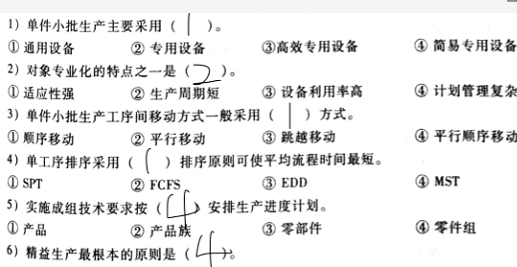 1）单件小批生产主要采用（ 1 ）。
① 通用设备 ② 专用设备 ③高效专用设备 ④ 简易专用设备
2）对象专业化的特点之一是（ 2 ）。
①适应性强 ② 生产周期短 ③ 设备利用率高 ④ 计划管理复杂
3）单件小批生产工序间移动方式一般采用（ 1 ）方式。
①顺序移动 ② 平行移动 ③ 跳越移动 ④ 平行顺序移动
4）单工序排序采用（ 1 ）排序原则可使平均流程时间最短。
① SPT ② FCFS ③ EDD ④ MST
5）实施成组技术要求按（ 4 ）安排生产进度计划。
①产品 ② 产品族 ③ 零部件 ④ 零件组
6）精益生产最根本的原则是（ 4 ）。